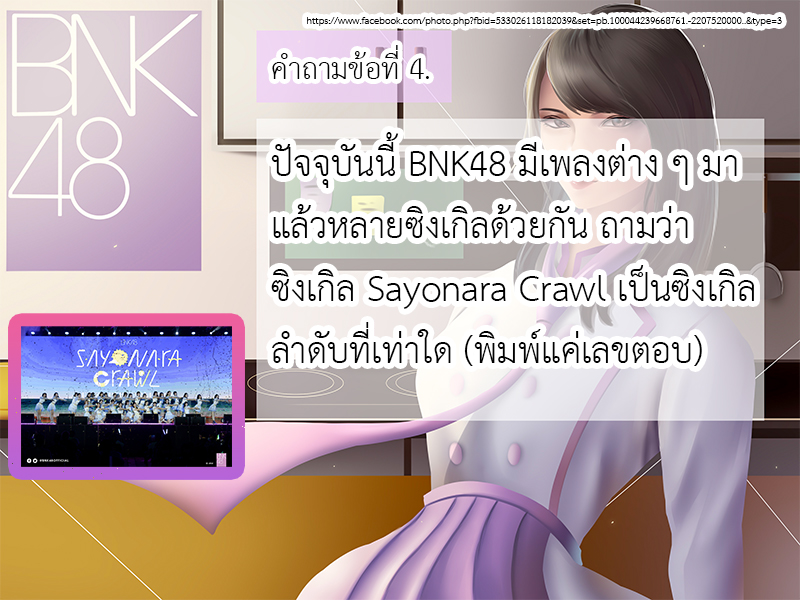 https://www.facebook.com/photo.php?fbid=533026118182039&set=pb.100044239668761.-2207520000..&type=3
BNK
48
คำถามข้อที่ 4.
ปัจจุบันนี้ BNK48 มีเพลงต่าง ๆ มา
แล้วหลายซิงเกิลด้วยกัน ถามว่า
ซิงเกิล Sayonara Crawl เป็นซิงเกิล
ลำดับที่เท่าใด (พิมพ์แค่เลขตอบ)
BNK48
SAYONARA
CRAWL